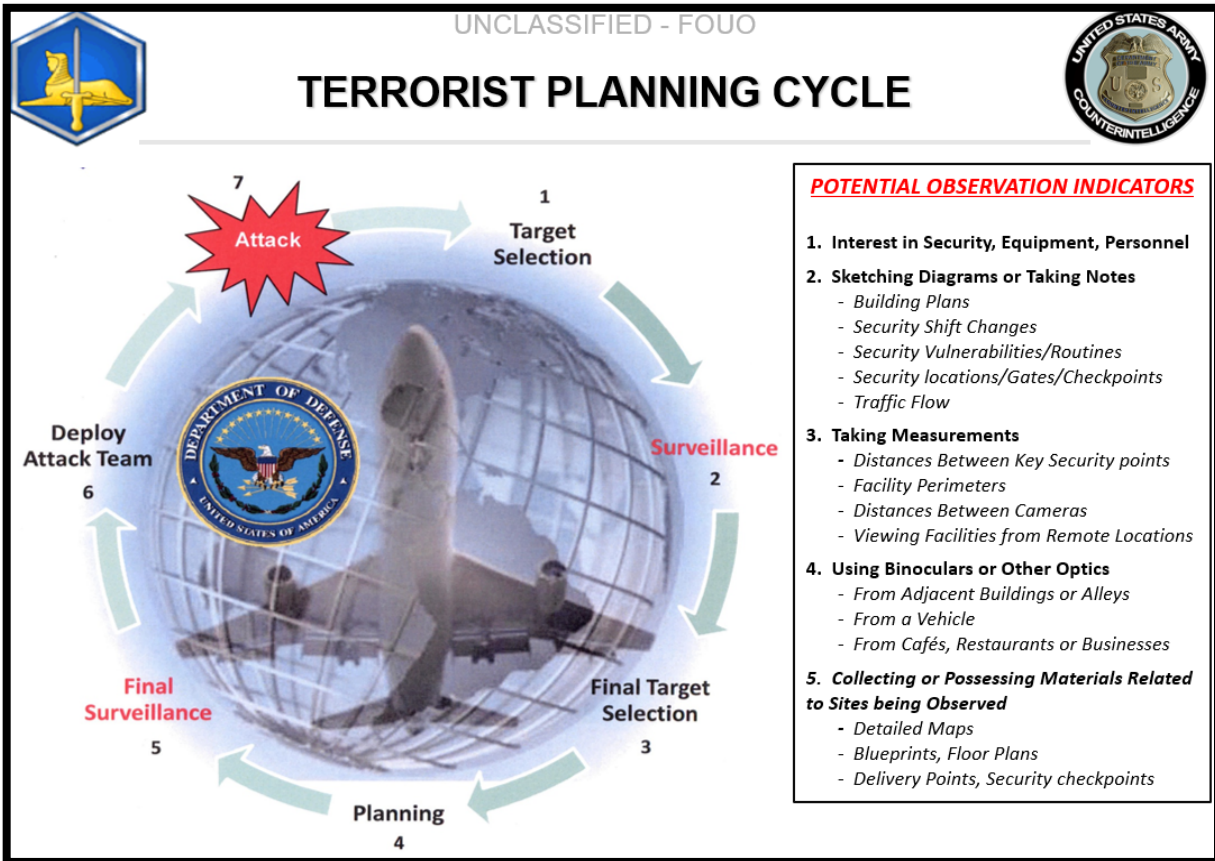 UNCLASSIFIED - FOUO
TERRORIST PLANNING CYCLE
UNITED STATES ARMY
COUNTERINTELLIGENCE
U S
7
Attack
1
Target
Selection
Surveillance
2
Final Target
Selection
3
Planning
4
Final
Surveillance
5
Deploy
Attack Team
6
DEPARTMENT OF DEFENSE
UNITED STATES OF AMERICA
POTENTIAL OBSERVATION INDICATORS
1. Interest in Security, Equipment, Personnel
2. Sketching Diagrams or Taking Notes
- Building Plans
- Security Shift Changes
- Security Vulnerabilities/Routines
- Security locations/Gates/Checkpoints
- Traffic Flow
3. Taking Measurements
- Distances Between Key Security points
- Facility Perimeters
- Distances Between Cameras
- Viewing Facilities from Remote Locations
4. Using Binoculars or Other Optics
- From Adjacent Buildings or Alleys
- From a Vehicle
- From Cafés, Restaurants or Businesses
5. Collecting or Possessing Materials Related
to Sites being Observed
- Detailed Maps
- Blueprints, Floor Plans
- Delivery Points, Security checkpoints